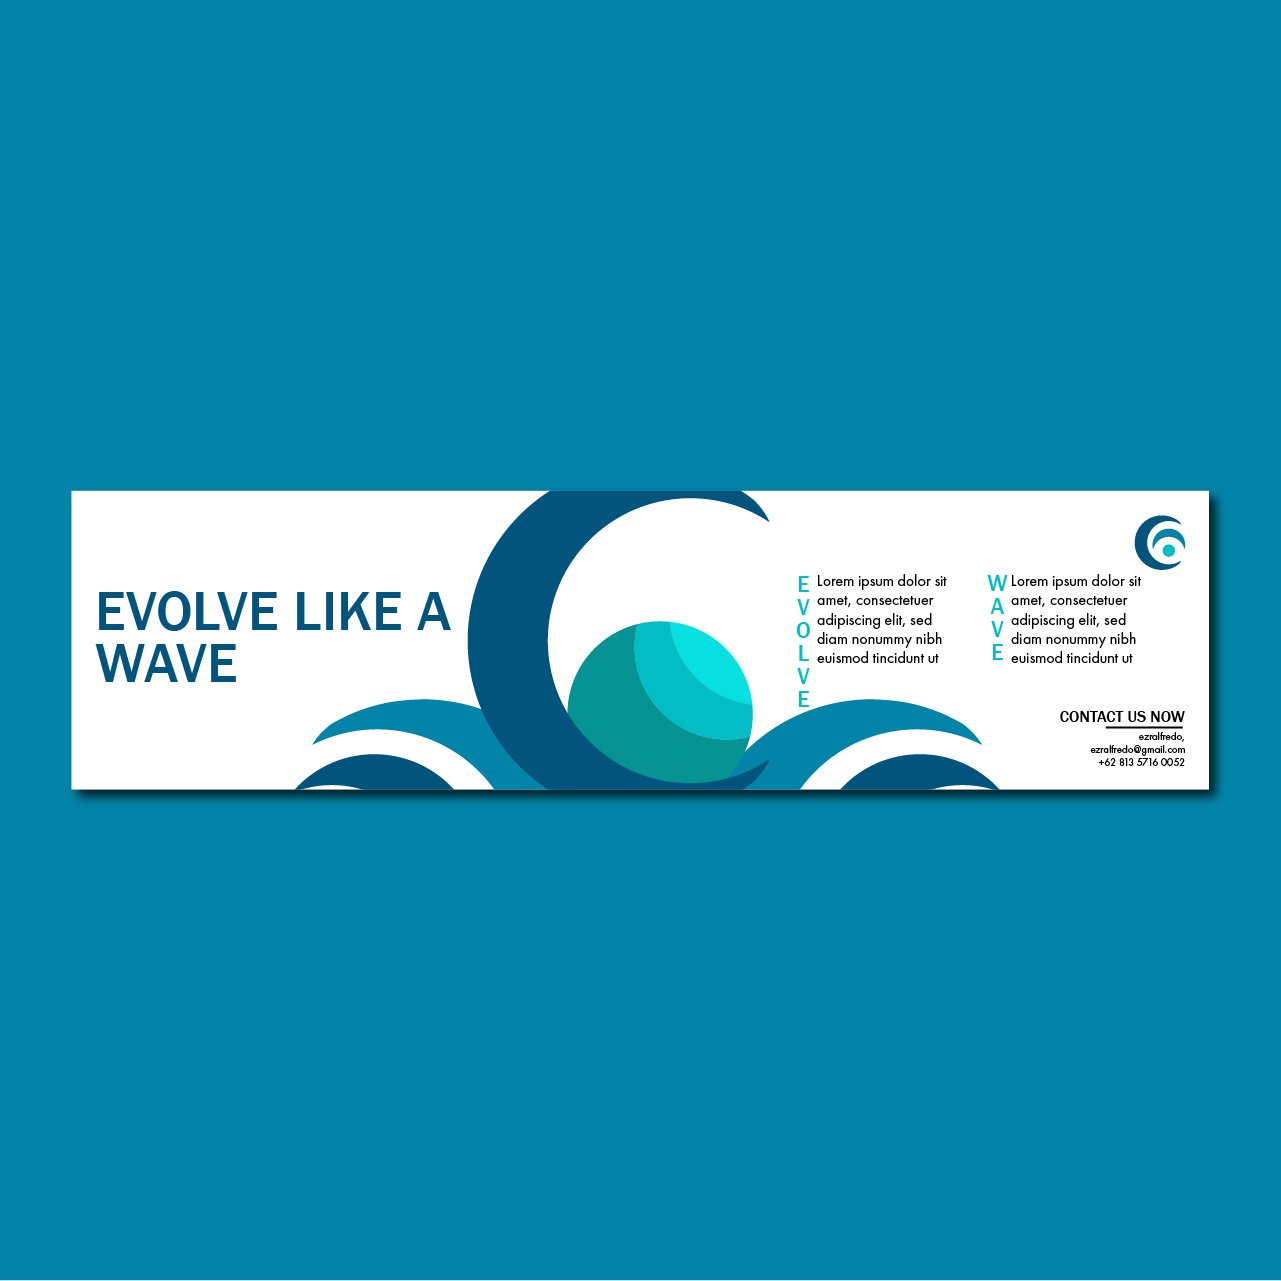 EVOLVE LIKE A
WAVE
EVOLVE
Lorem ipsum dolor sit
amet, consectetuer
adipiscing elit, sed
diam nonummy nibh
euismod tincidunt ut
WAVE
Lorem ipsum dolor sit
amet, consectetuer
adipiscing elit, sed
diam nonummy nibh
euismod tincidunt ut
CONTACT US NOW
ezralfredo,
ezralfredo@gmail.com
+62 813 5716 0052